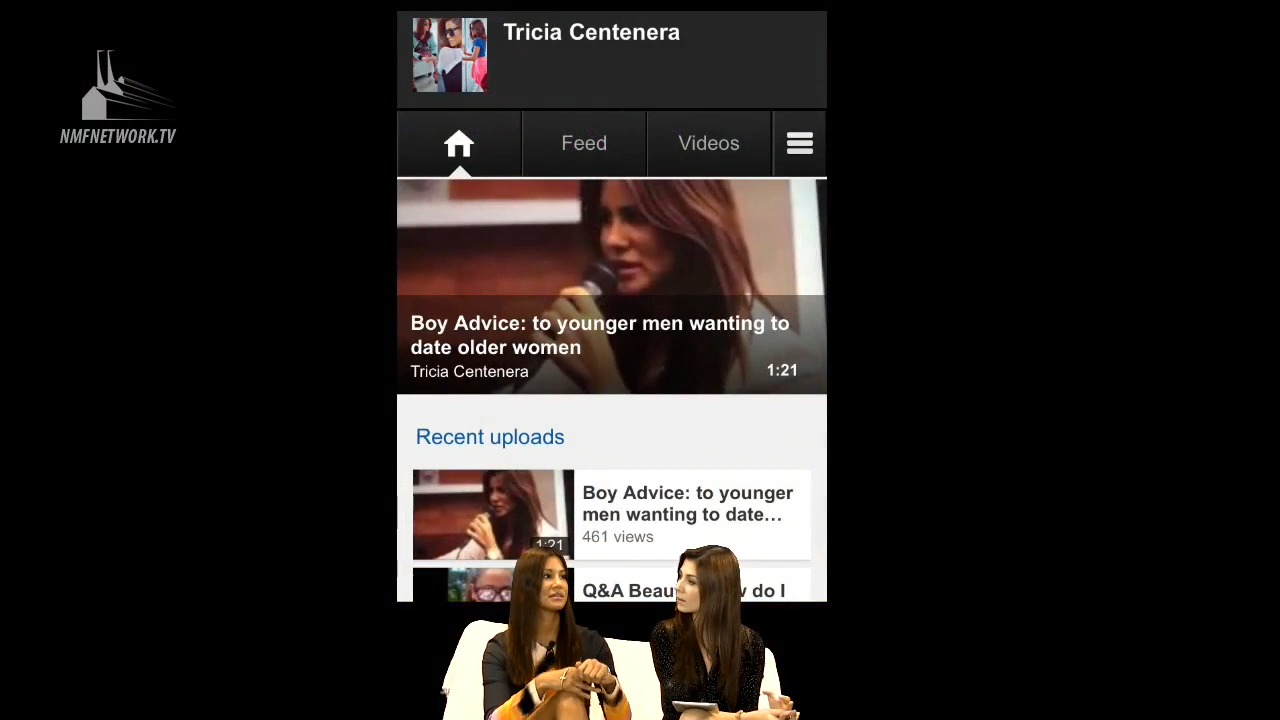 Tricia Centenera
NMFNETWORK.TV
Feed
Videos
Boy Advice: to younger men wanting to
date older women
Tricia Centenera
1:21
Recent uploads
Boy Advice: to younger
men wanting to date...
461 views
1:21
Q&A
do I